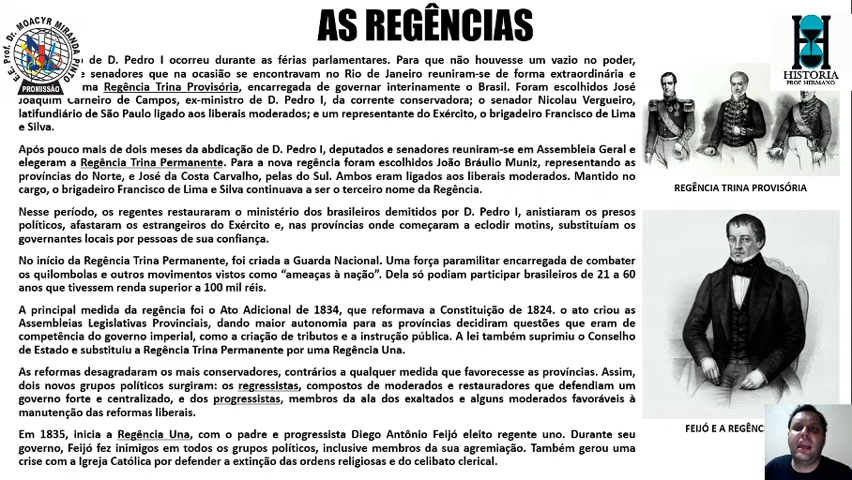 AS REGÊNCIAS
E.E. Prof. Dr. MOACYR MIRANDA PINTO
PROMISSÃO
HISTORIA
PROF HERMANO
de D. Pedro I ocorreu durante as férias parlamentares. Para que não houvesse um vazio no poder,
e senadores que na ocasião se encontravam no Rio de Janeiro reuniram-se de forma extraordinária e
ma Regência Trina Provisória, encarregada de governar interinamente o Brasil. Foram escolhidos José
Joaquim Carneiro de Campos, ex-ministro de D. Pedro I, da corrente conservadora; o senador Nicolau Vergueiro,
latifundiário de São Paulo ligado aos liberais moderados; e um representante do Exército, o brigadeiro Francisco de Lima
e Silva.
Após pouco mais de dois meses da abdicação de D. Pedro I, deputados e senadores reuniram-se em Assembleia Geral e
elegeram a Regência Trina Permanente. Para a nova regência foram escolhidos João Bráulio Muniz, representando as
províncias do Norte, e José da Costa Carvalho, pelas do Sul. Ambos eram ligados aos liberais moderados. Mantido no
cargo, o brigadeiro Francisco de Lima e Silva continuava a ser o terceiro nome da Regência.
Nesse período, os regentes restauraram o ministério dos brasileiros demitidos por D. Pedro I, anistiaram os presos
políticos, afastaram os estrangeiros do Exército e, nas províncias onde começaram a eclodir motins, substituíam os
governantes locais por pessoas de sua confiança.
No início da Regência Trina Permanente, foi criada a Guarda Nacional. Uma força paramilitar encarregada de combater
os quilombolas e outros movimentos vistos como “ameaças à nação”. Dela só podiam participar brasileiros de 21 a 60
anos que tivessem renda superior a 100 mil réis.
A principal medida da regência foi o Ato Adicional de 1834, que reformava a Constituição de 1824. o ato criou as
Assembleias Legislativas Provinciais, dando maior autonomia para as províncias decidiram questões que eram de
competência do governo imperial, como a criação de tributos e a instrução pública. A lei também suprimiu o Conselho
de Estado e substituiu a Regência Trina Permanente por uma Regência Una.
As reformas desagradaram os mais conservadores, contrários a qualquer medida que favorecesse as províncias. Assim,
dois novos grupos políticos surgiram: os regressistas, compostos de moderados e restauradores que defendiam um
governo forte e centralizado, e dos progressistas, membros da ala dos exaltados e alguns moderados favoráveis à
manutenção das reformas liberais.
Em 1835, inicia a Regência Una, com o padre e progressista Diego Antônio Feijó eleito regente uno. Durante seu
governo, Feijó fez inimigos em todos os grupos políticos, inclusive membros da sua agremiação. Também gerou uma
crise com a Igreja Católica por defender a extinção das ordens religiosas e do celibato clerical.
REGÊNCIA TRINA PROVISÓRIA
FEIJÓ E A REGÊNC